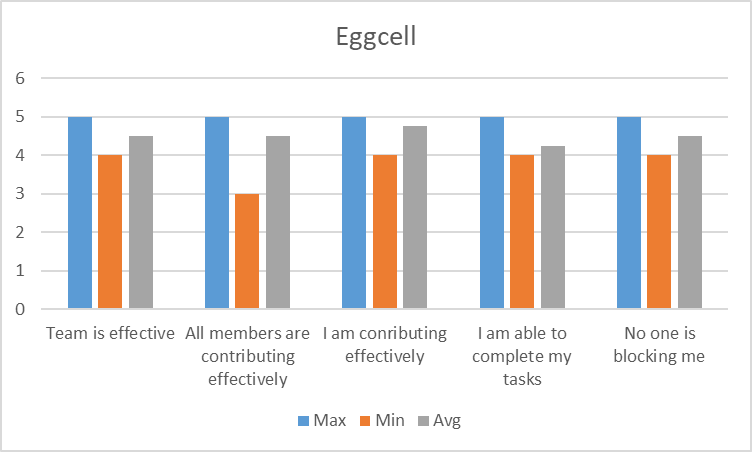 Eggcell
6
5
4
3
2
1
0
Team is effective
All members are
contributing
effectively
I am conributing
effectively
I am able to
complete my
tasks
No one is
blocking me
Max Min Avg